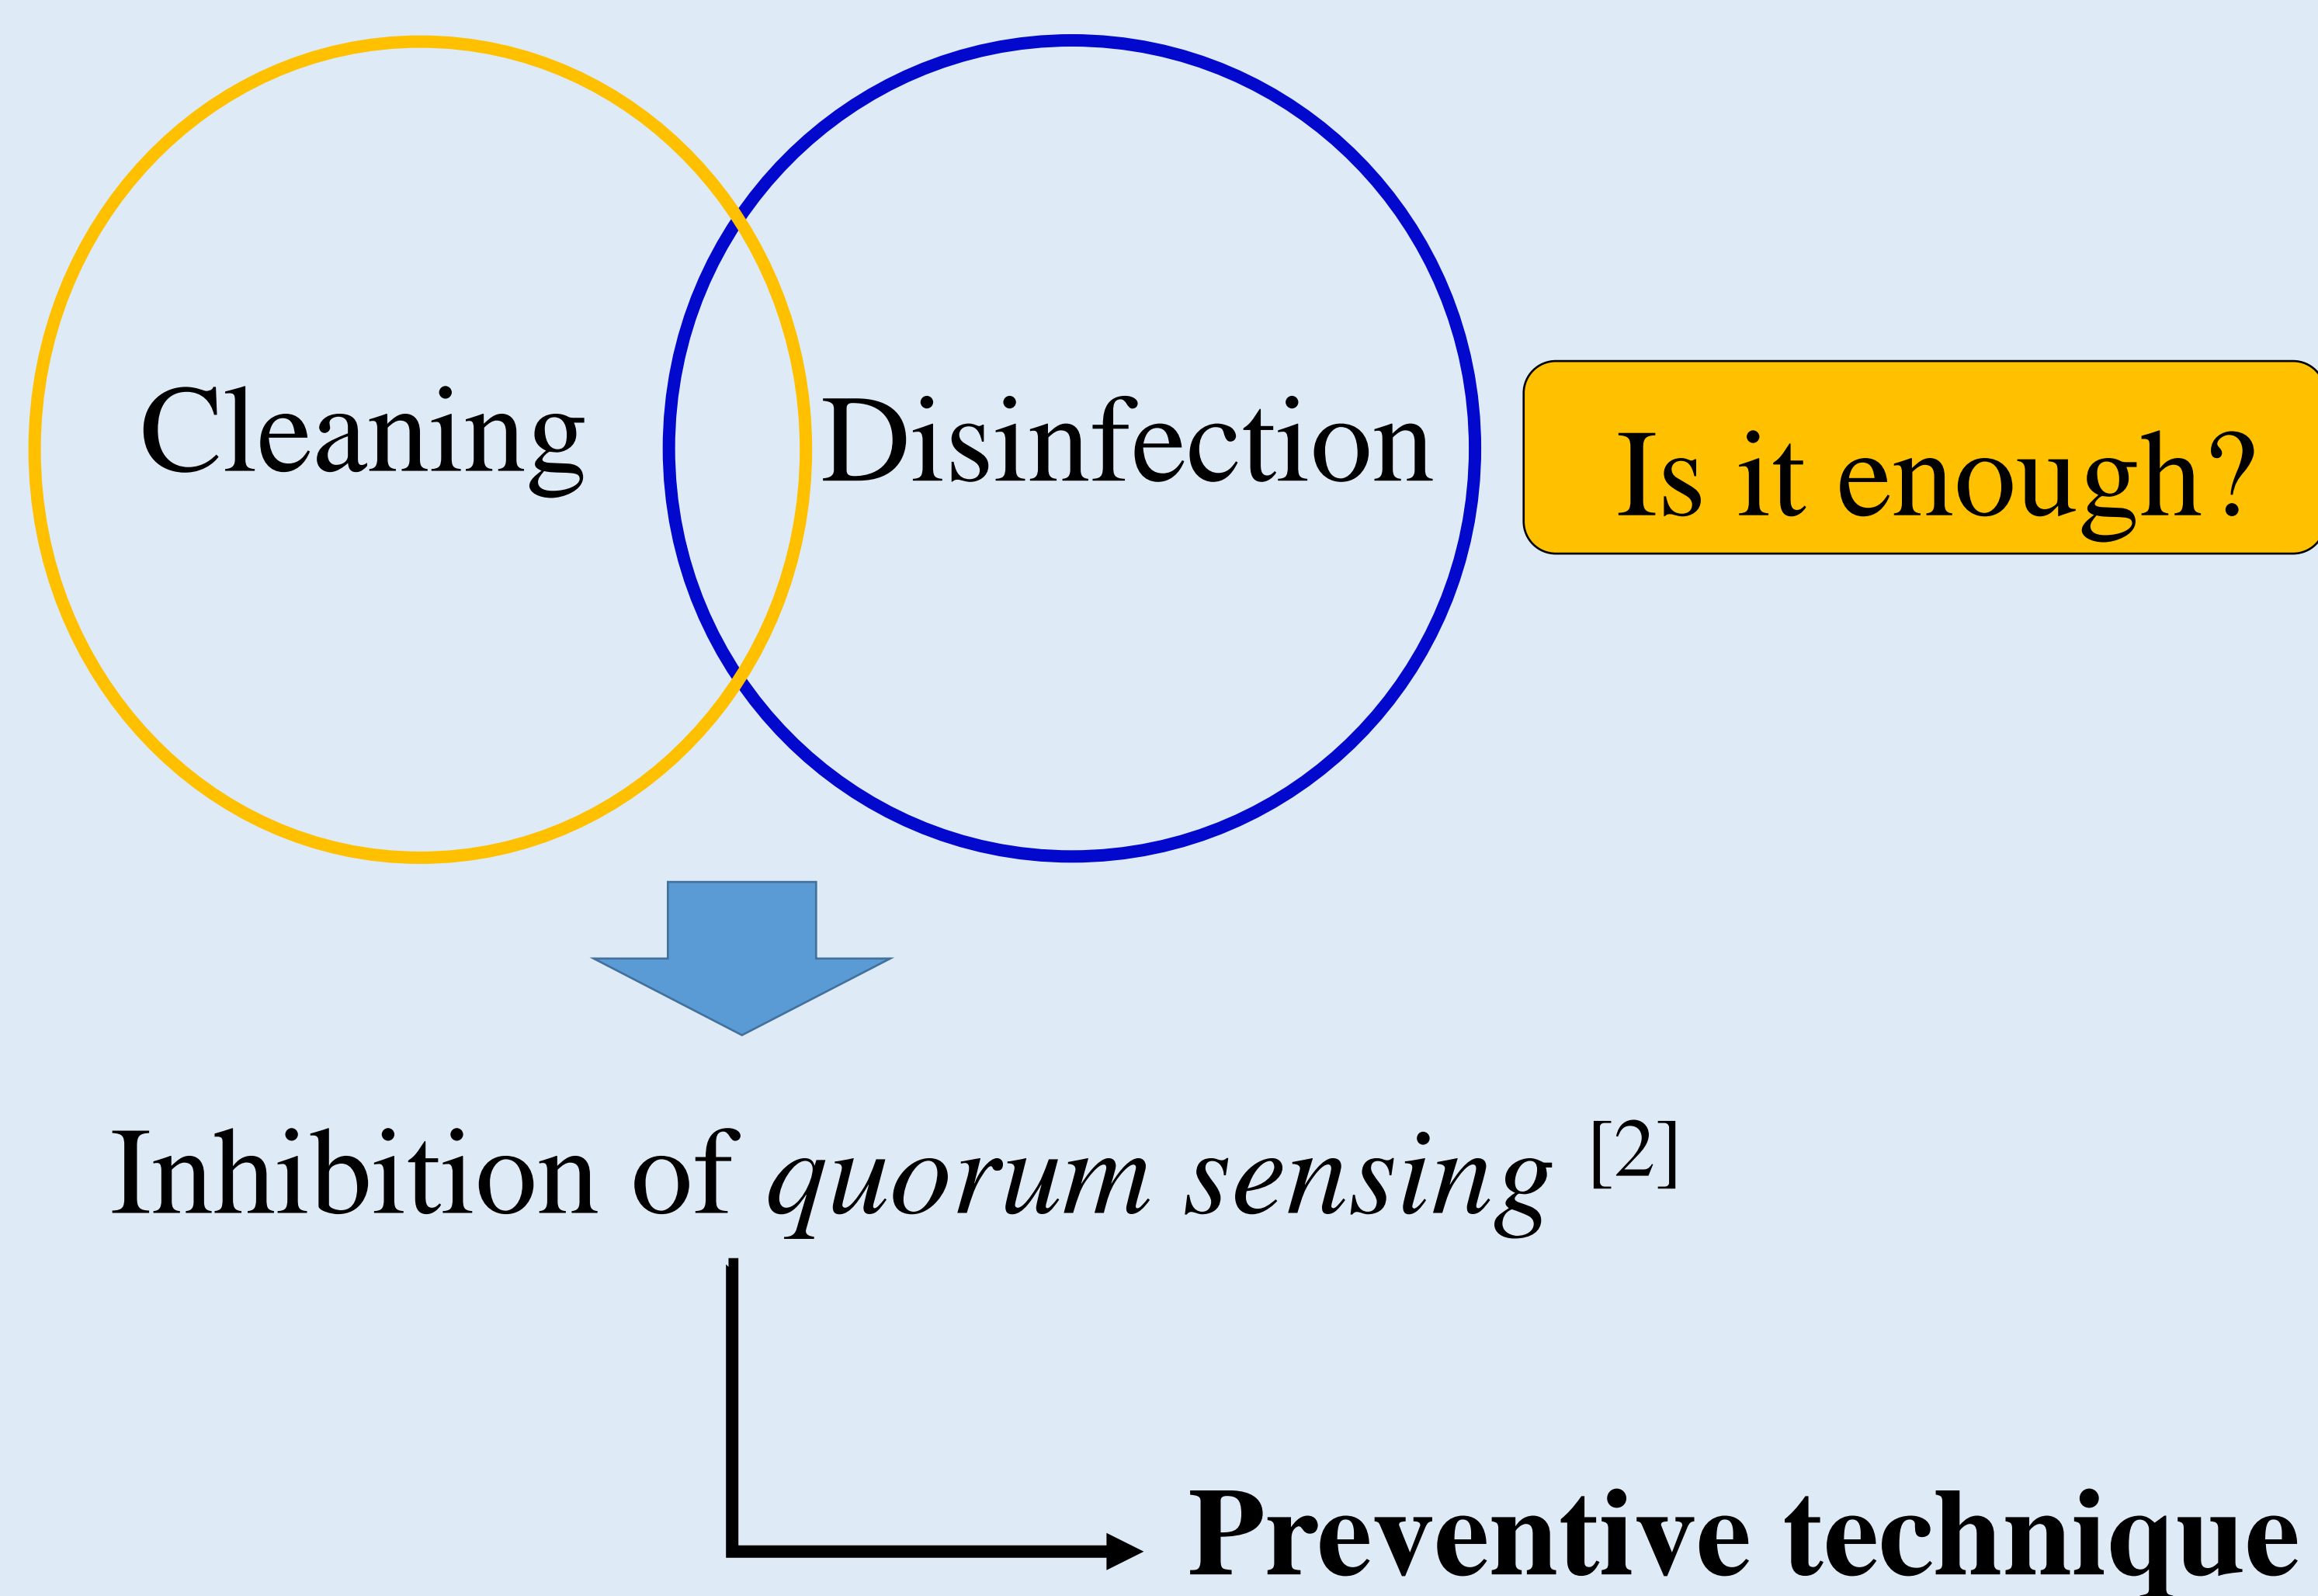 Cleaning
Disinfection
Is it enough?
Inhibition of quorum sensing [2]
Preventive technique